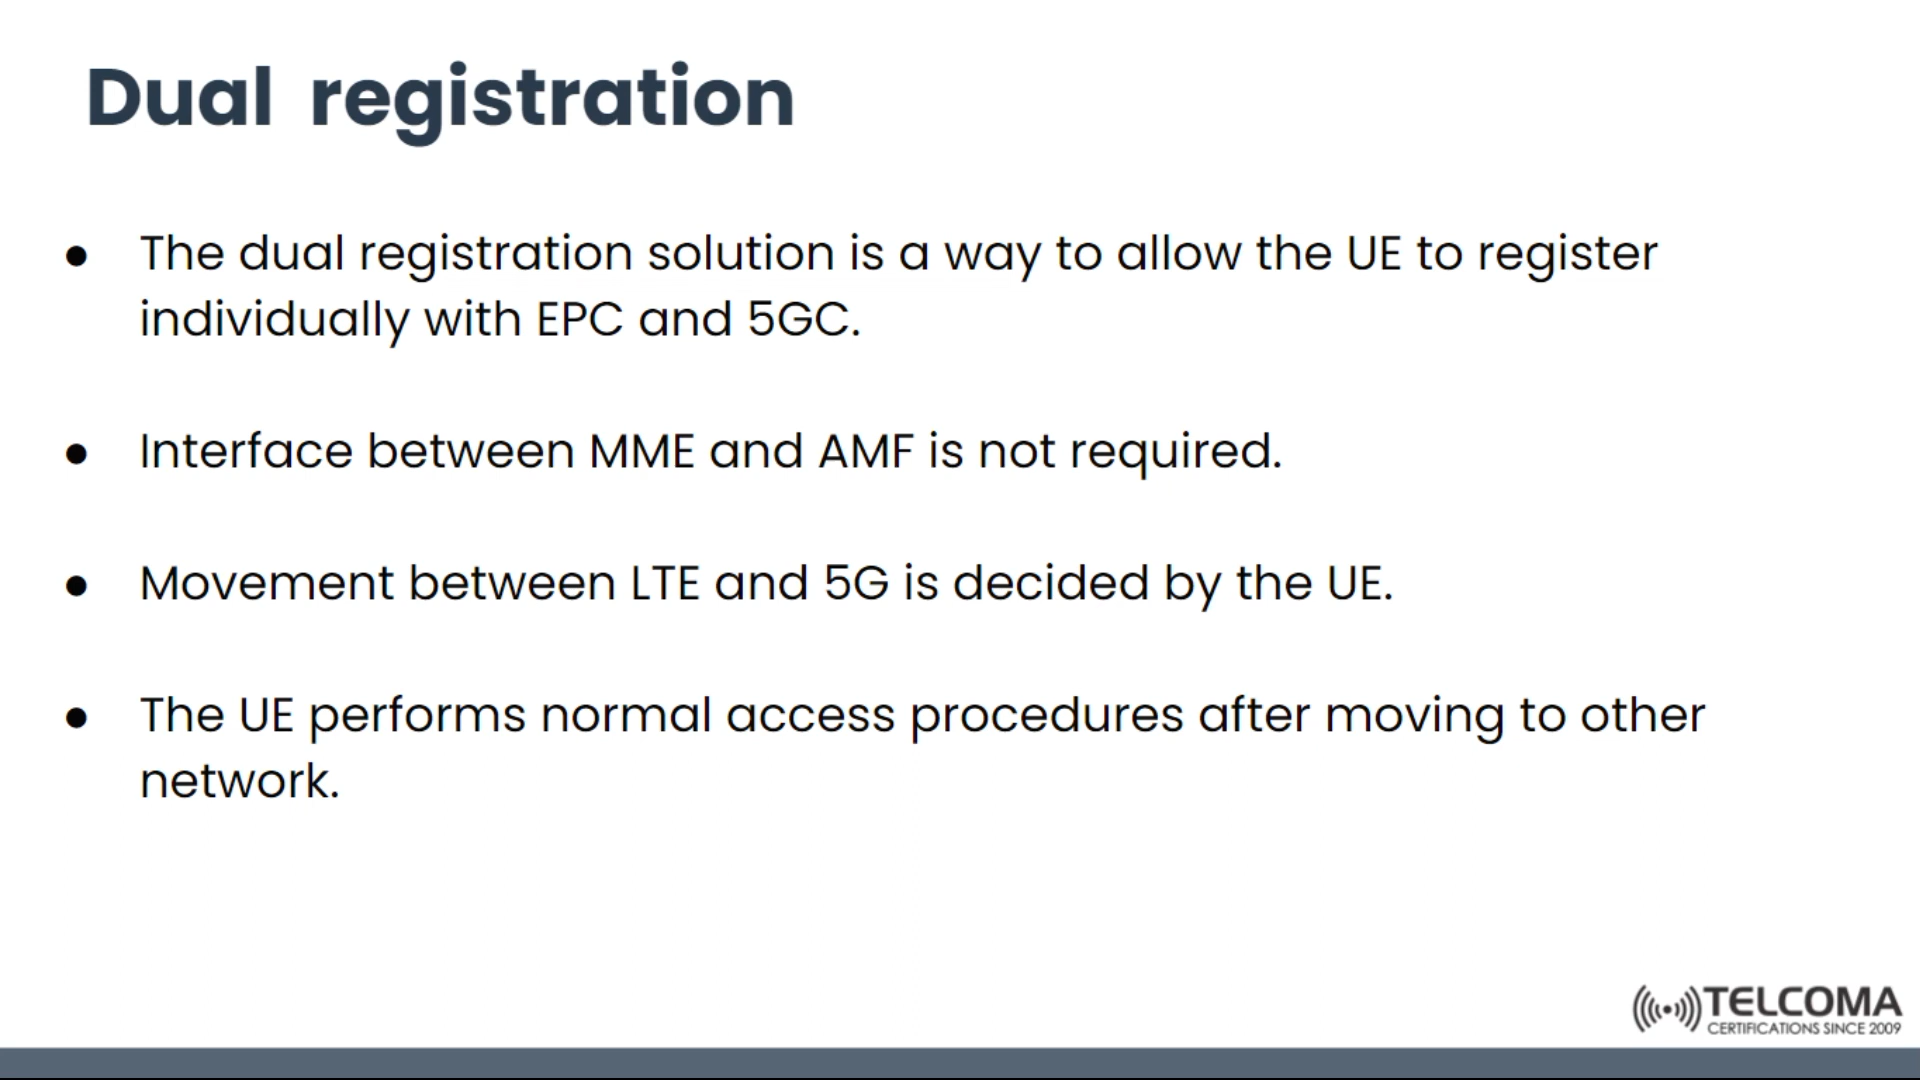 Dual registration
● The dual registration solution is a way to allow the UE to register
individually with EPC and 5GC.
● Interface between MME and AMF is not required.
● Movement between LTE and 5G is decided by the UE.
● The UE performs normal access procedures after moving to other
network.
TELCOMA
CERTIFICATIONS SINCE 2009